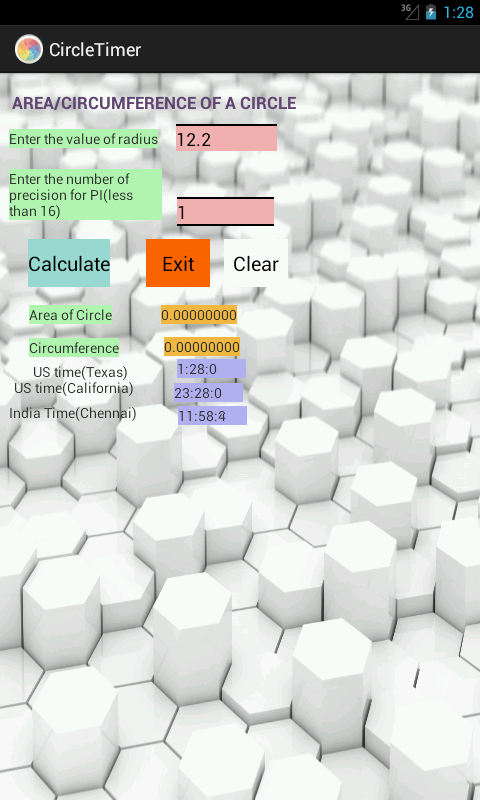 3G 1:28
CircleTimer
AREA/CIRCUMFERENCE OF A CIRCLE
Enter the value of radius 12.2
Enter the number of
precision for PI(less
than 16) 1
Calculate Exit Clear
Area of Circle 0.00000000
Circumference 0.00000000
US time(Texas) 1:28:0
US time(California) 23:28:0
India Time(Chennai)